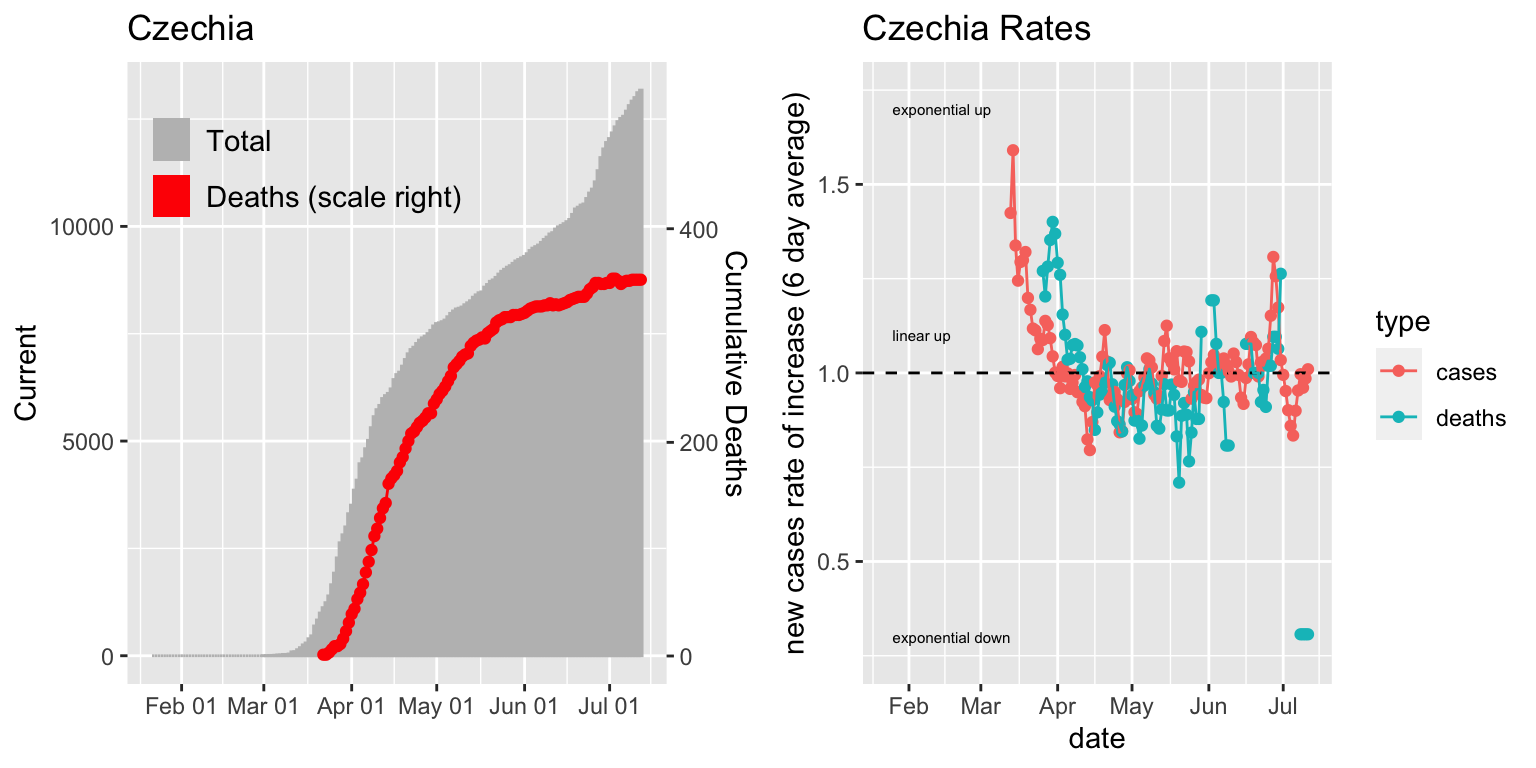 Czechia
Total
Deaths (scale right)
Current
10000
5000
0
400
200
0
Cumulative Deaths
Feb 01 Mar 01 Apr 01 May 01 Jun 01 Jul 01
Czechia Rates
new cases rate of increase (6 day average)
1.5
1.0
0.5
exponential up
linear up
exponential down
Feb Mar Apr May Jun Jul
date
type
cases
deaths